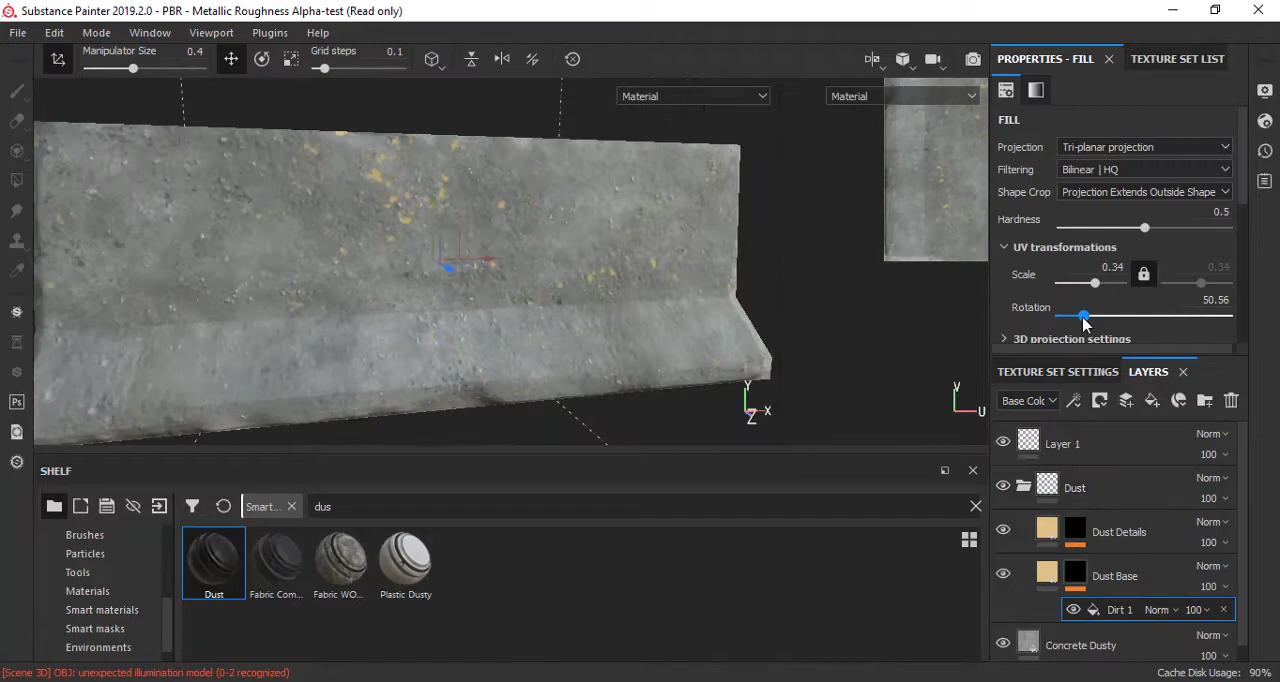 Substance Painter 2019.2.0 - PBR - Metallic Roughness Alpha-test (Read only)
File Edit Mode Window Viewport Plugins Help
Manipulator Size 0.4 Grid steps 0.1
Material
Material
PROPERTIES - FILL
TEXTURE SET LIST
FILL
Projection Tri-planar projection
Filtering Bilinear | HQ
Shape Crop Projection Extends Outside Shape
Hardness 0.5
UV transformations
Scale 0.34 0.34
Rotation 50.56
3D projection settings
Y
X
Z
V
U
TEXTURE SET SETTINGS
LAYERS
Base Colo
Layer 1 Norm 100
Dust Norm 100
Dust Details Norm 100
Dust Base Norm 100
Dirt 1 Norm 100
Concrete Dusty Norm 100
SHELF
Smart... dus
Brushes
Particles
Tools
Materials
Smart materials
Smart masks
Environments
Ps
Dust
Fabric Com...
Fabric WO...
Plastic Dusty
[Scene 3D] OBJ: unexpected illumination model (0-2 recognized)
Cache Disk Usage: 90%